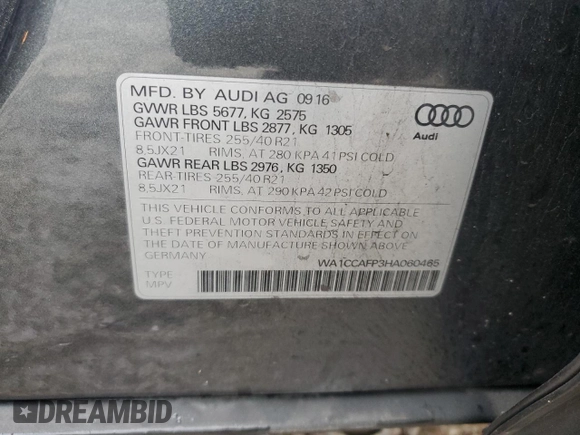 MFD. BY AUDI AG 09 16
GVWR LBS 5677, KG 2575
GAWR FRONT LBS 2877, KG 1305
FRONT-TIRES 255/40 R21
8,5JX21 RIMS, AT 280 KPA 41 PSI COLD
GAWR REAR LBS 2976, KG 1350
REAR-TIRES 255/40 R21
8,5JX21 RIMS, AT 290 KPA 42 PSI COLD
Audi
THIS VEHICLE CONFORMS TO ALL APPLICABLE
U.S. FEDERAL MOTOR VEHICLE SAFETY AND
THEFT PREVENTION STANDARDS IN EFFECT ON
THE DATE OF MANUFACTURE SHOWN ABOVE.
GERMANY
WA1CCAFP3HA060465
TYPE
MPV
DREAMBID